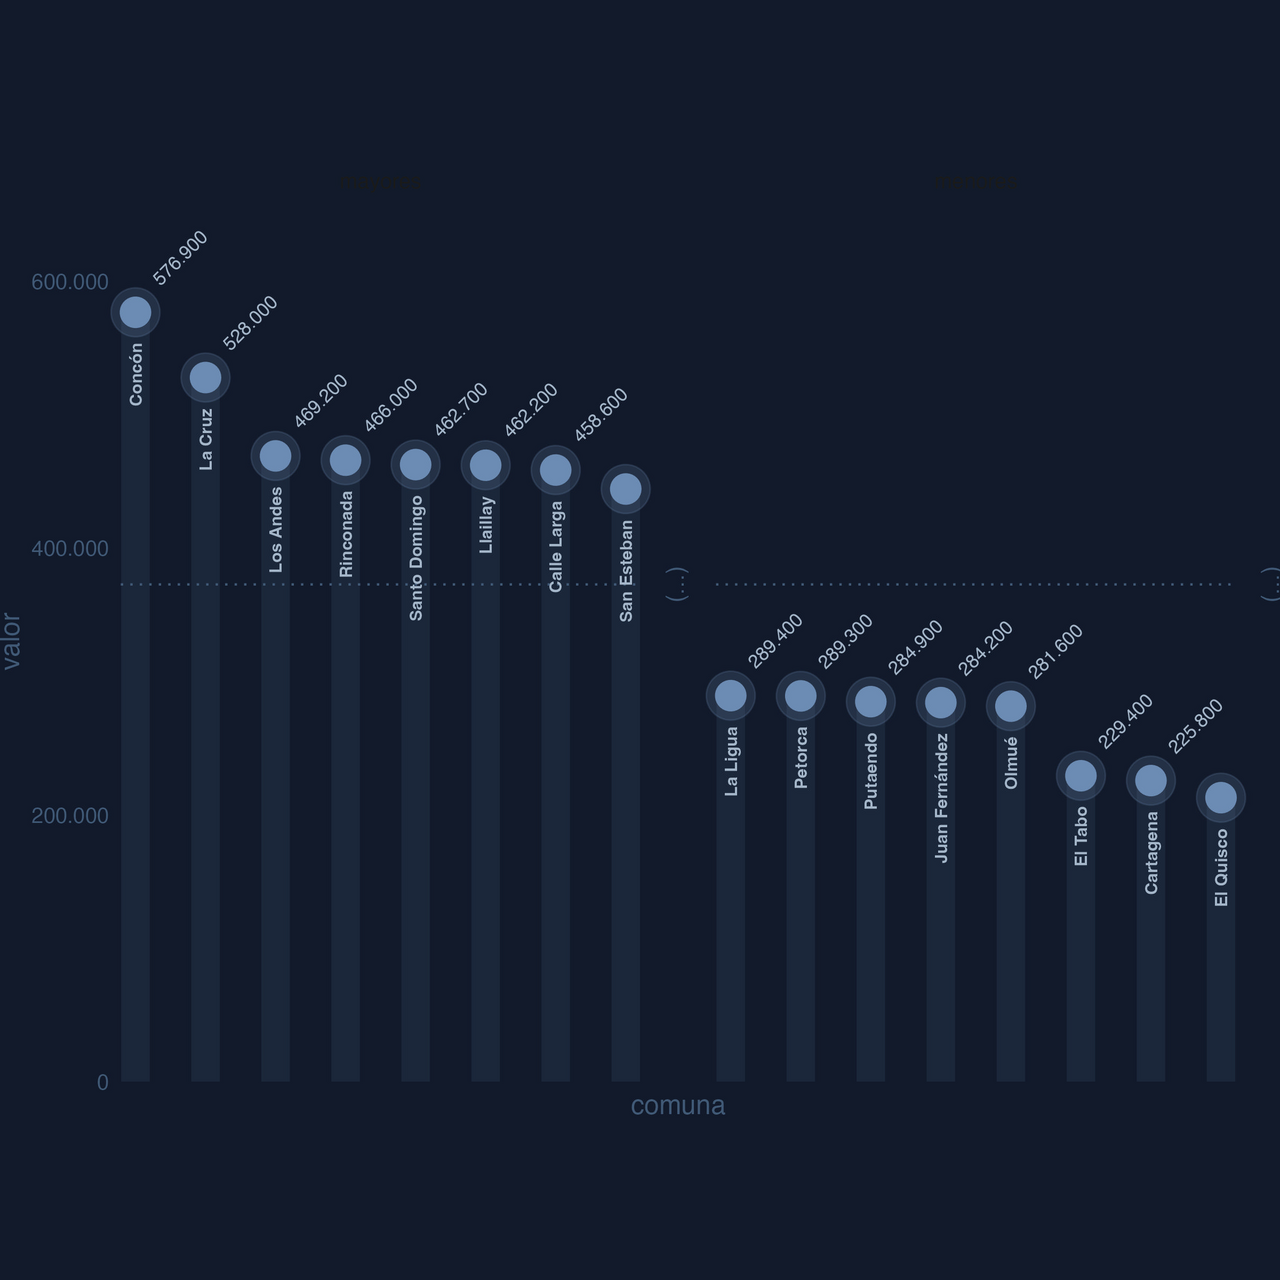 600.000
400.000
200.000
0
valor
comuna
576.900
528.000
469.200
466.000
462.700
462.200
458.600
Concón
La Cruz
Los Andes
Rinconada
Santo Domingo
Llaillay
Calle Larga
San Esteban
(...)
289.400
289.300
284.900
284.200
281.600
229.400
225.800
La Ligua
Petorca
Putaendo
Juan Fernández
Olmué
El Tabo
Cartagena
El Quisco